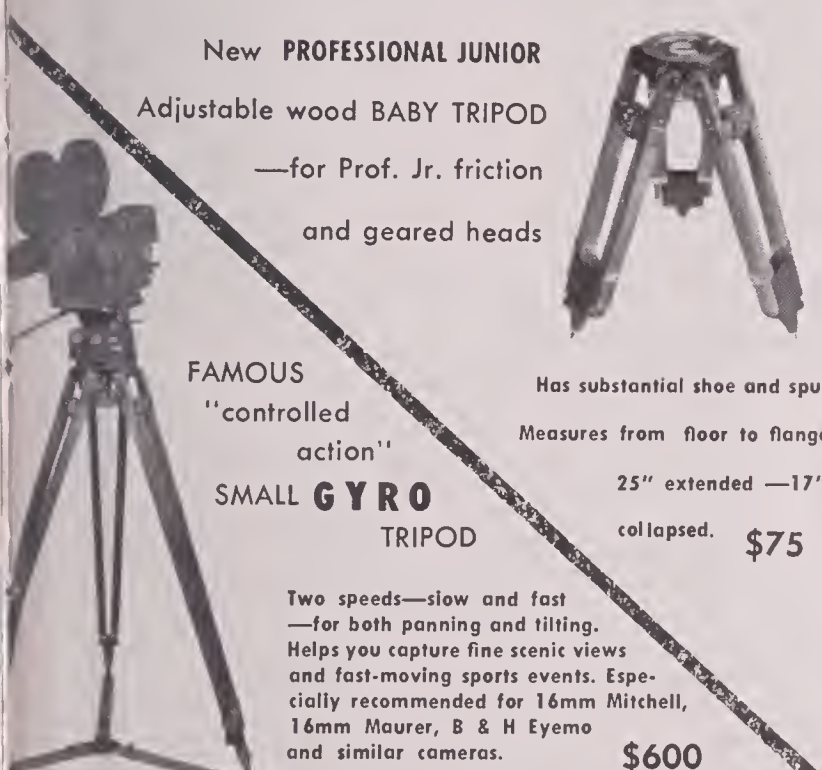 New PROFESSIONAL JUNIOR
Adjustable wood BABY TRIPOD
—for Prof. Jr. friction
and geared heads
Has substantial shoe and
Measures from floor to
25" extended —17"
collapsed. $75
FAMOUS
"controlled
action"
SMALL GYRO
TRIPOD
Two speeds—slow and fast
—for both panning and tilting.
Helps you capture fine scenic views
and fast-moving sports events. Espe-
cially recommended for 16mm Mitchell,
16mm Maurer, B & H Eyemo
and similar cameras. $600